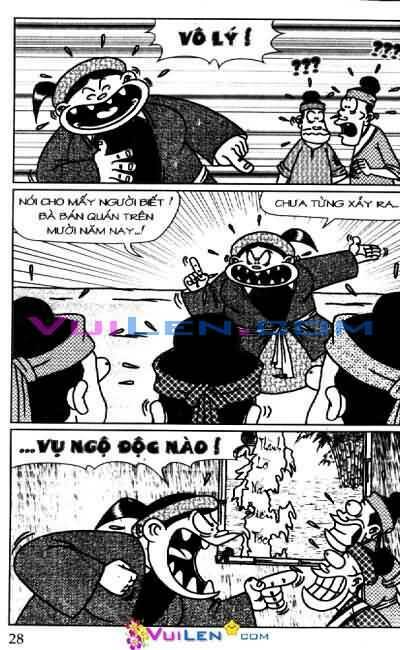 VÔ LÝ !
???
???
NÓI CHO MẤY NGƯỜI BIẾT !
BÀ BÁN QUÁN TRÊN
MƯỜI NĂM NAY...!
CHƯA TỪNG XẢY RA...
VUILEN.COM
...VỤ NGỘ ĐỘC NÀO !
28
VUILEN.COM